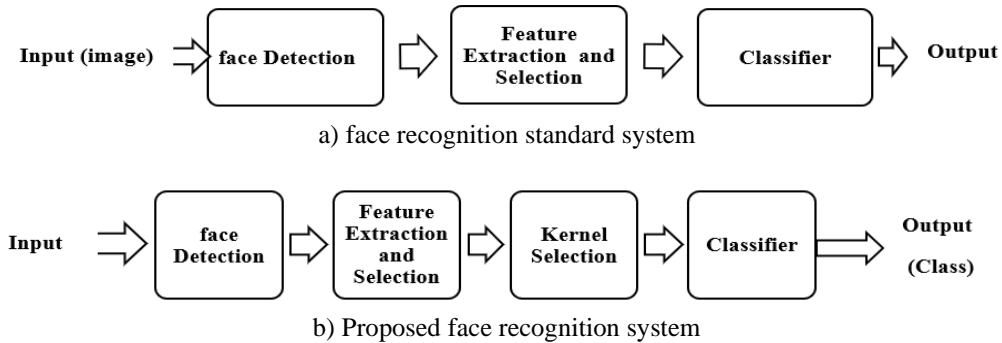 Input (image)
face Detection
Feature
Extraction and
Selection
Classifier
Output
a) face recognition standard system
Input
face
Detection
Feature
Extraction
and
Selection
Kernel
Selection
Classifier
Output
(Class)
b) Proposed face recognition system